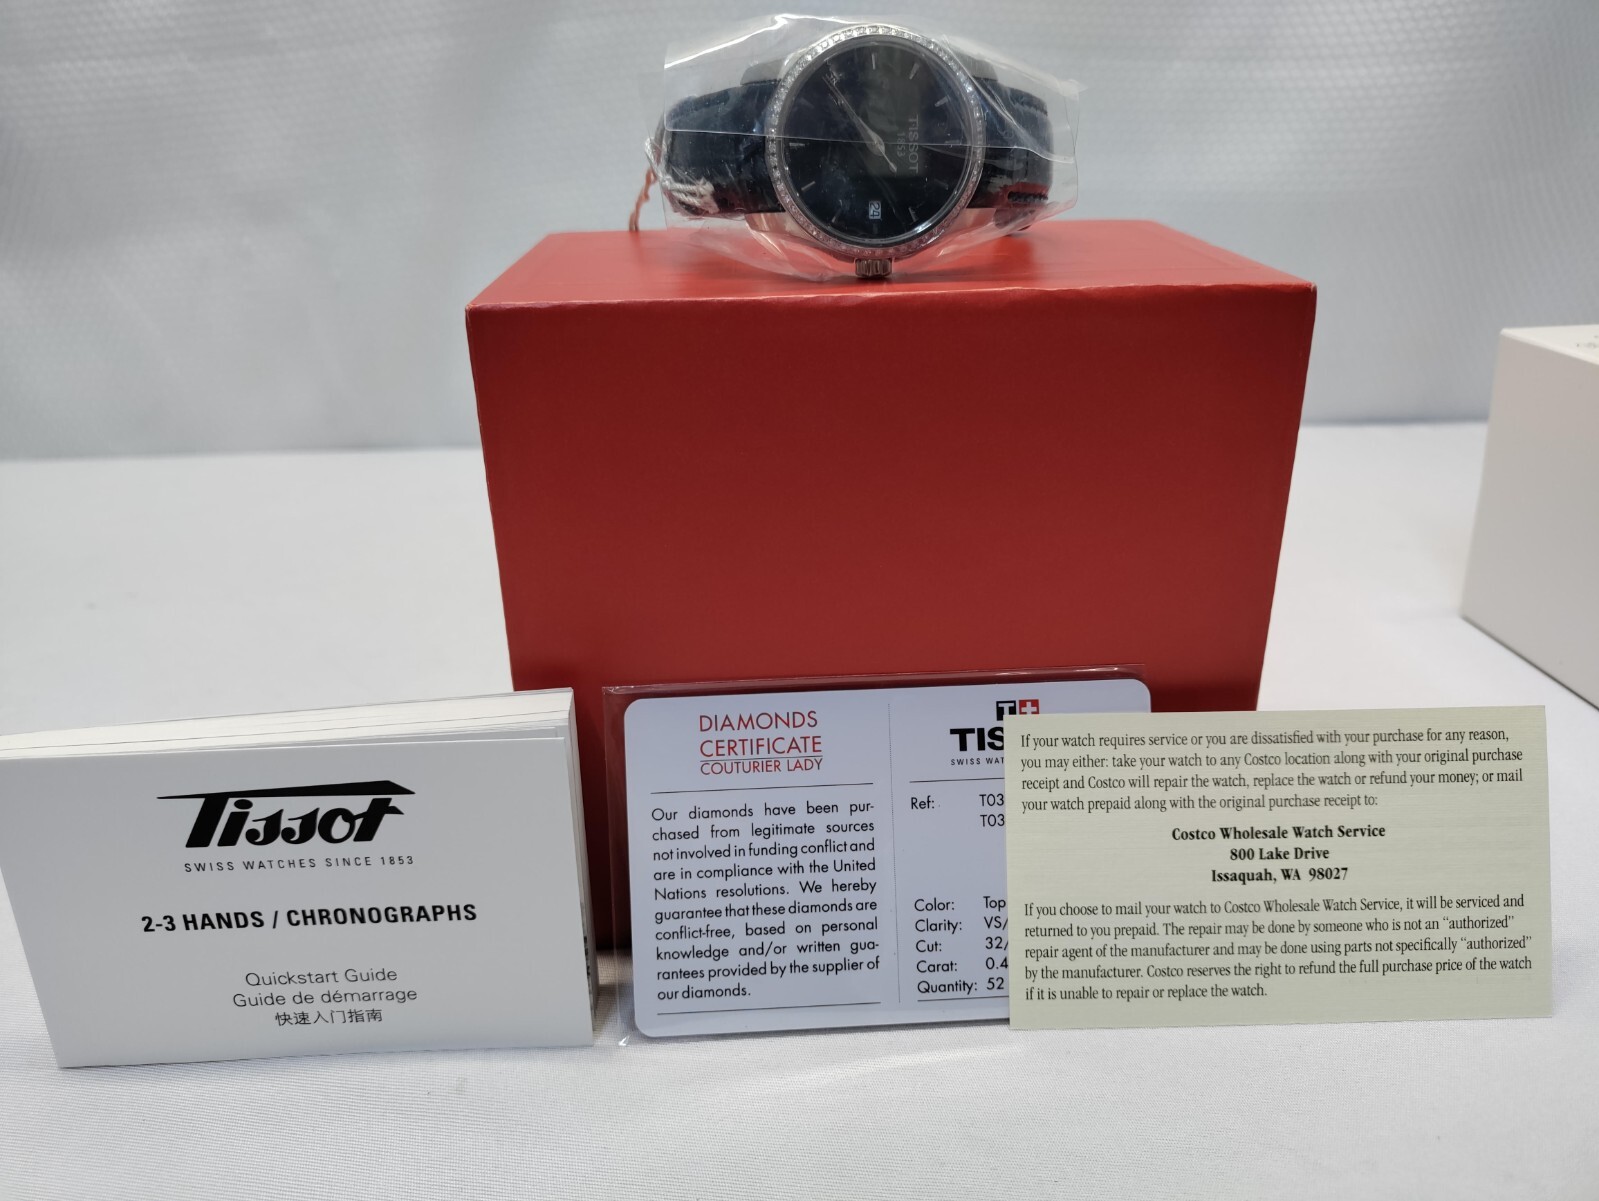 TISSOT
1853
Tissot
SWISS WATCHES SINCE 1853
2-3 HANDS / CHRONOGRAPHS
Quickstart Guide
Guide de démarrage
快速入门指南
DIAMONDS
CERTIFICATE
COUTURIER LADY
Our diamonds have been pur-
chased from legitimate sources
not involved in funding conflict and
are in compliance with the United
Nations resolutions. We hereby
guarantee that these diamonds are
conflict-free, based on personal
knowledge and/or written gua-
rantees provided by the supplier of
our diamonds.
T+
TIS
SWISS WAT
Ref: T03
T03
Color: Top
Clarity: VS/
Cut: 32/
Carat: 0.4
Quantity: 52
If your watch requires service or you are dissatisfied with your purchase for any reason,
you may either: take your watch to any Costco location along with your original purchase
receipt and Costco will repair the watch, replace the watch or refund your money; or mail
your watch prepaid along with the original purchase receipt to:
Costco Wholesale Watch Service
800 Lake Drive
Issaquah, WA 98027
If you choose to mail your watch to Costco Wholesale Watch Service, it will be serviced and
returned to you prepaid. The repair may be done by someone who is not an “authorized”
repair agent of the manufacturer and may be done using parts not specifically “authorized”
by the manufacturer. Costco reserves the right to refund the full purchase price of the watch
if it is unable to repair or replace the watch.